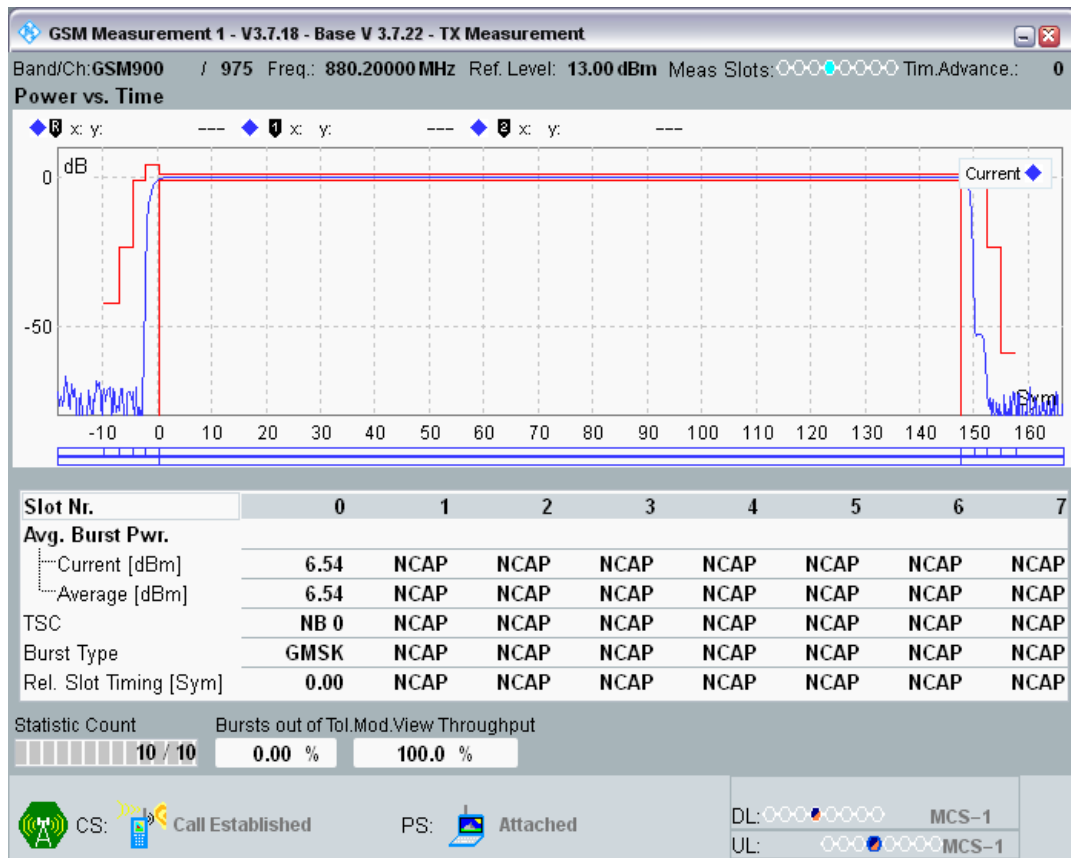 GSM Measurement 1 - V3.7.18 - Base V 3.7.22 - TX Measurement
Band/Ch:GSM900 / 975 Freq.: 880.20000 MHz Ref. Level: 13.00 dBm Meas Slots: Tim.Advance.: 0
Power vs. Time
R x: y: --- 1 x: y: --- 2 x: y: ---
dB
Current
0
-50
Sym
-10 0 10 20 30 40 50 60 70 80 90 100 110 120 130 140 150 160
Slot Nr. 0 1 2 3 4 5 6 7
Avg. Burst Pwr.
Current [dBm] 6.54 NCAP NCAP NCAP NCAP NCAP NCAP NCAP
Average [dBm] 6.54 NCAP NCAP NCAP NCAP NCAP NCAP NCAP
TSC NB 0 NCAP NCAP NCAP NCAP NCAP NCAP NCAP
Burst Type GMSK NCAP NCAP NCAP NCAP NCAP NCAP NCAP
Rel. Slot Timing [Sym] 0.00 NCAP NCAP NCAP NCAP NCAP NCAP NCAP
Statistic Count Bursts out of Tol.Mod.View Throughput
10 / 10 0.00 % 100.0 %
CS: Call Established PS: Attached
DL: MCS-1
UL: MCS-1